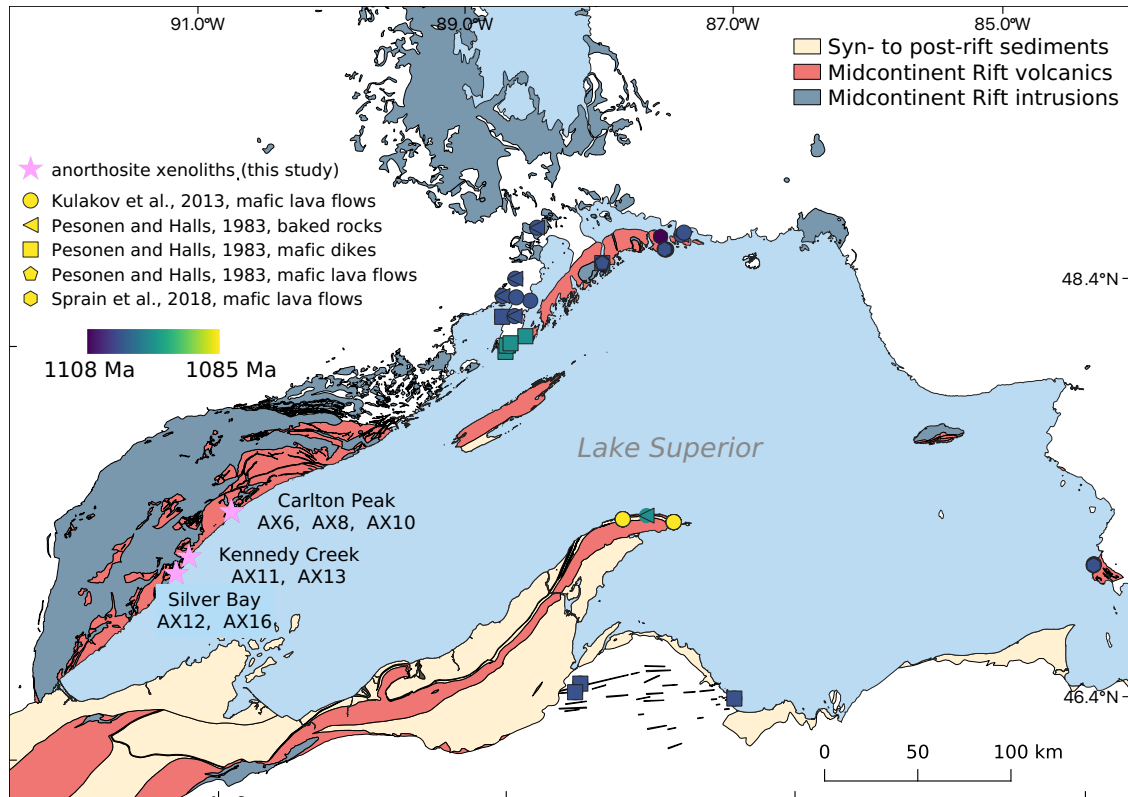 91.0°W
89.0°W
87.0°W
85.0°W
Syn- to post-rift sediments
Midcontinent Rift volcanics
Midcontinent Rift intrusions
anorthosite xenoliths (this study)
Kulakov et al., 2013, mafic lava flows
Pesonen and Halls, 1983, baked rocks
Pesonen and Halls, 1983, mafic dikes
Pesonen and Halls, 1983, mafic lava flows
Sprain et al., 2018, mafic lava flows
1108 Ma
1085 Ma
48.4°N
Lake Superior
Carlton Peak
AX6, AX8, AX10
Kennedy Creek
AX11, AX13
Silver Bay
AX12, AX16
46.4°N
0 50 100 km